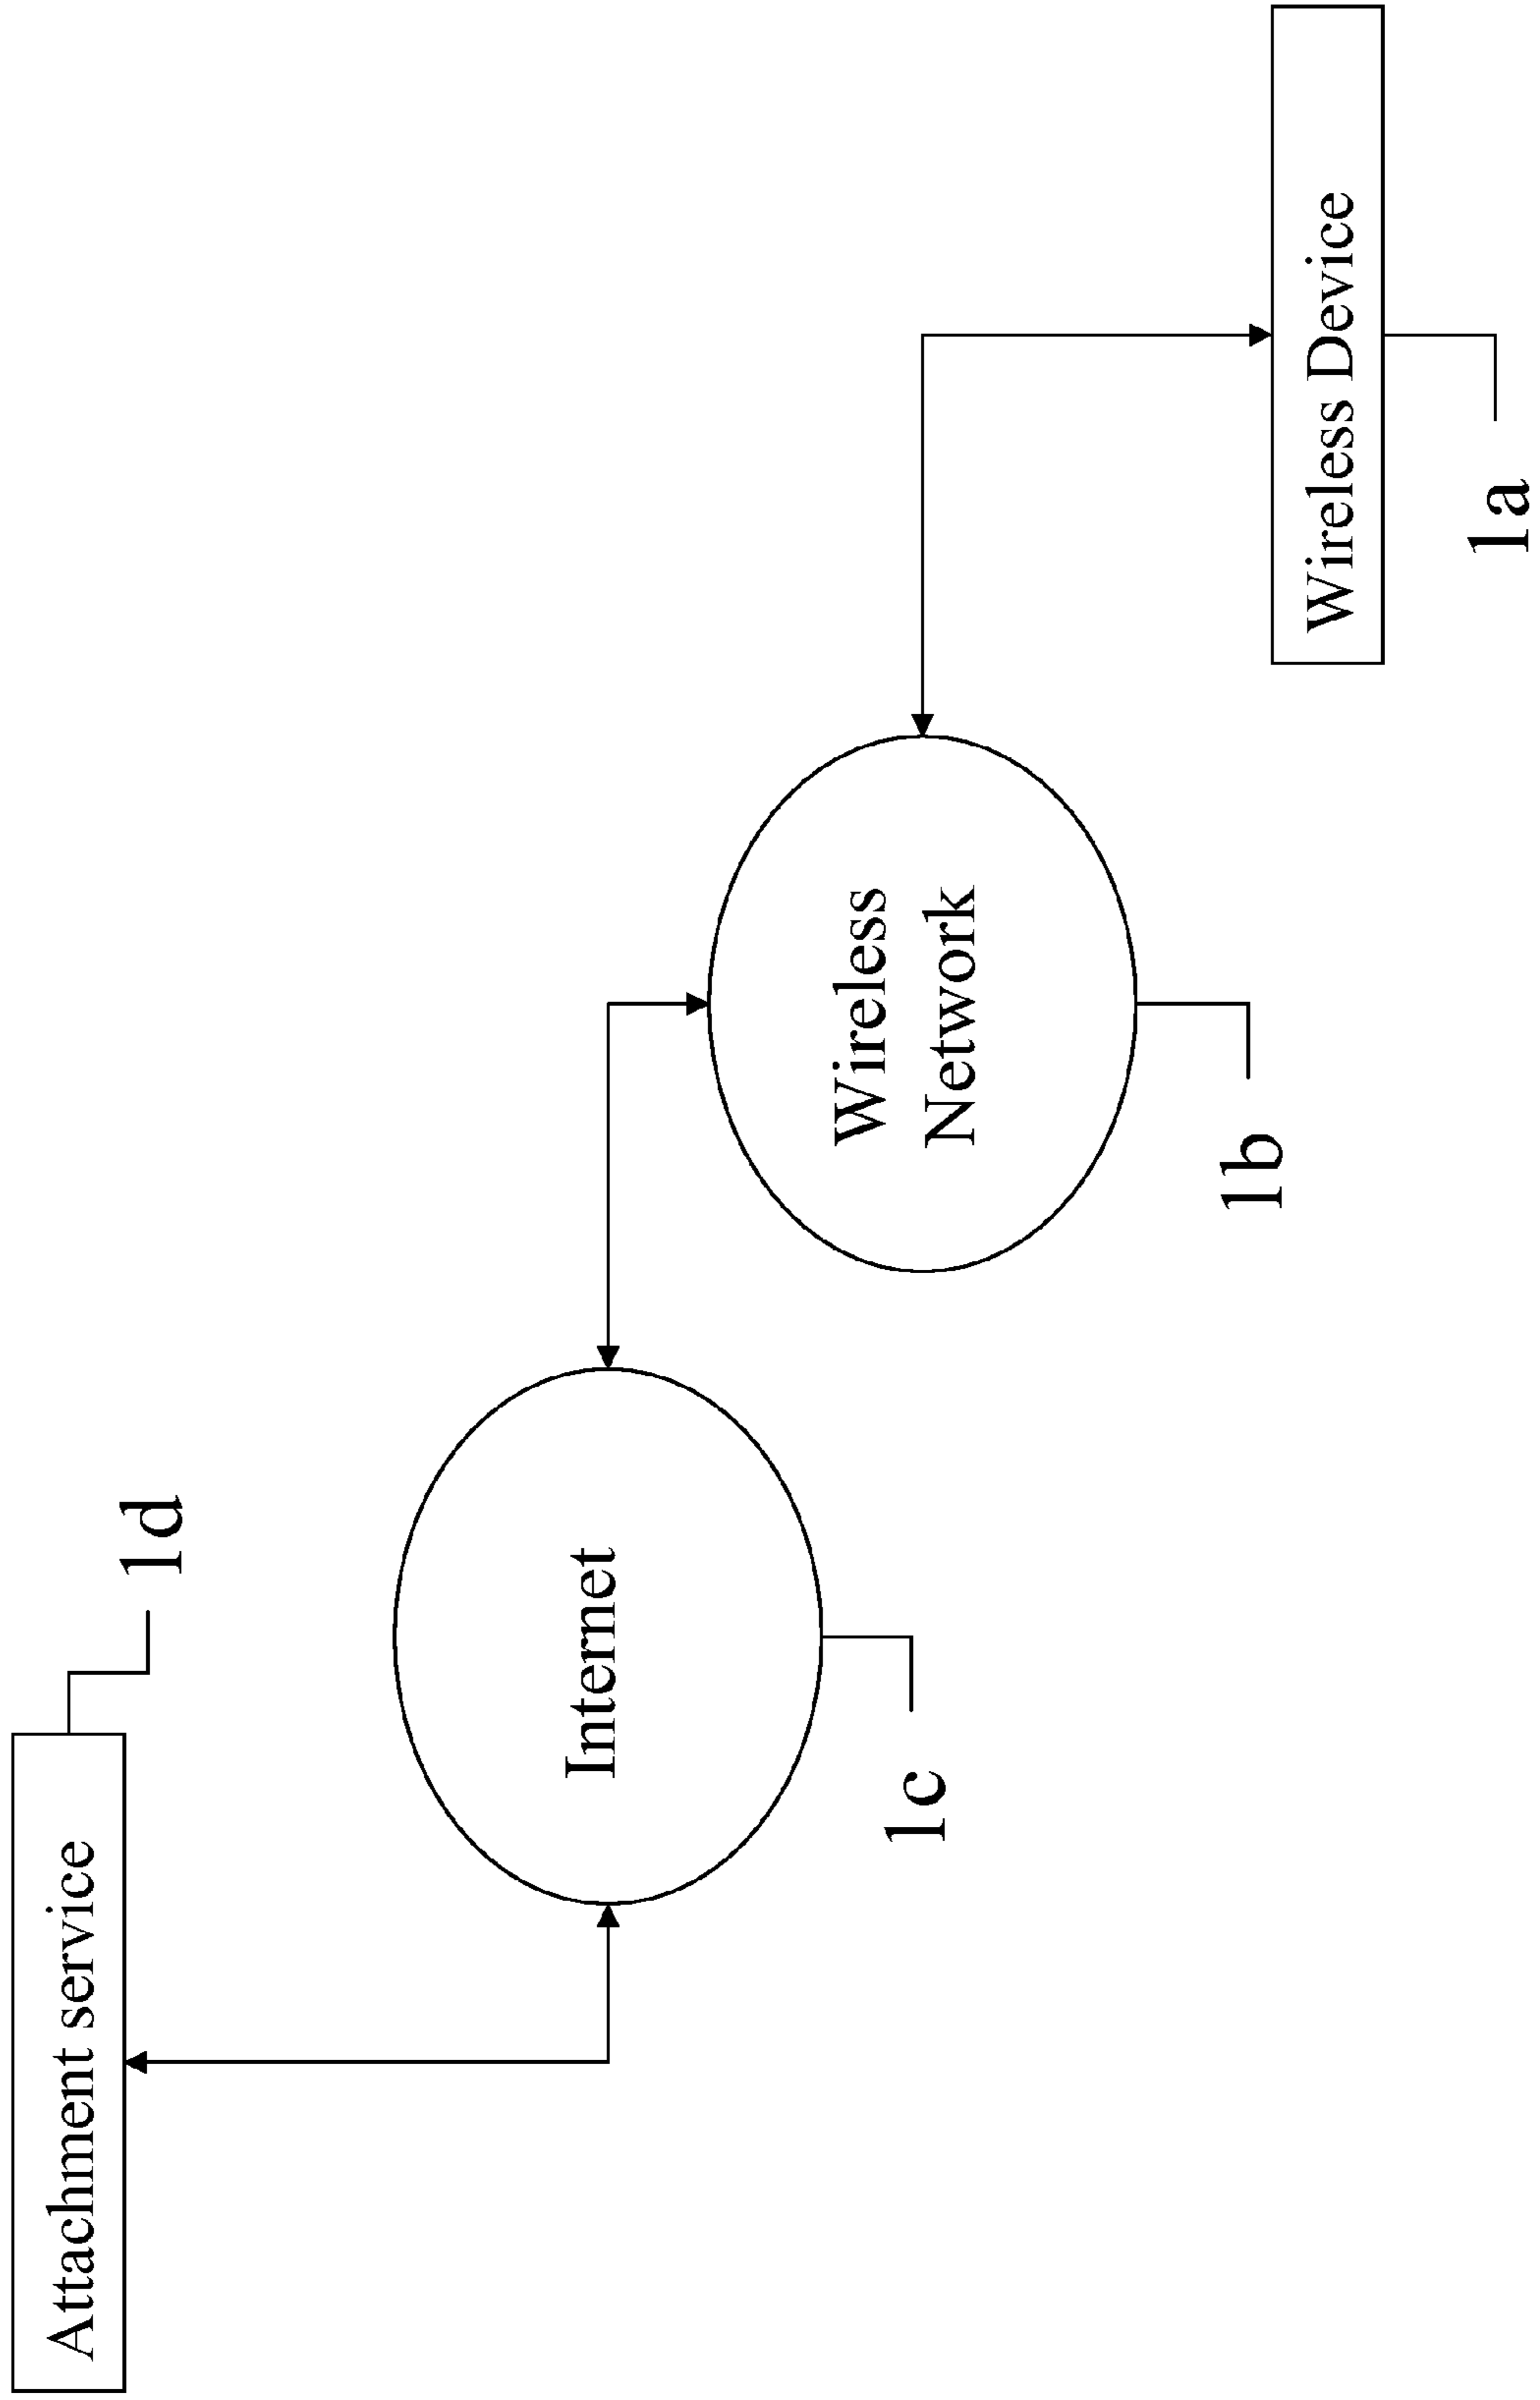 Attachment service
1d
Internet
1c
Wireless
Network
1b
Wireless Device
1a